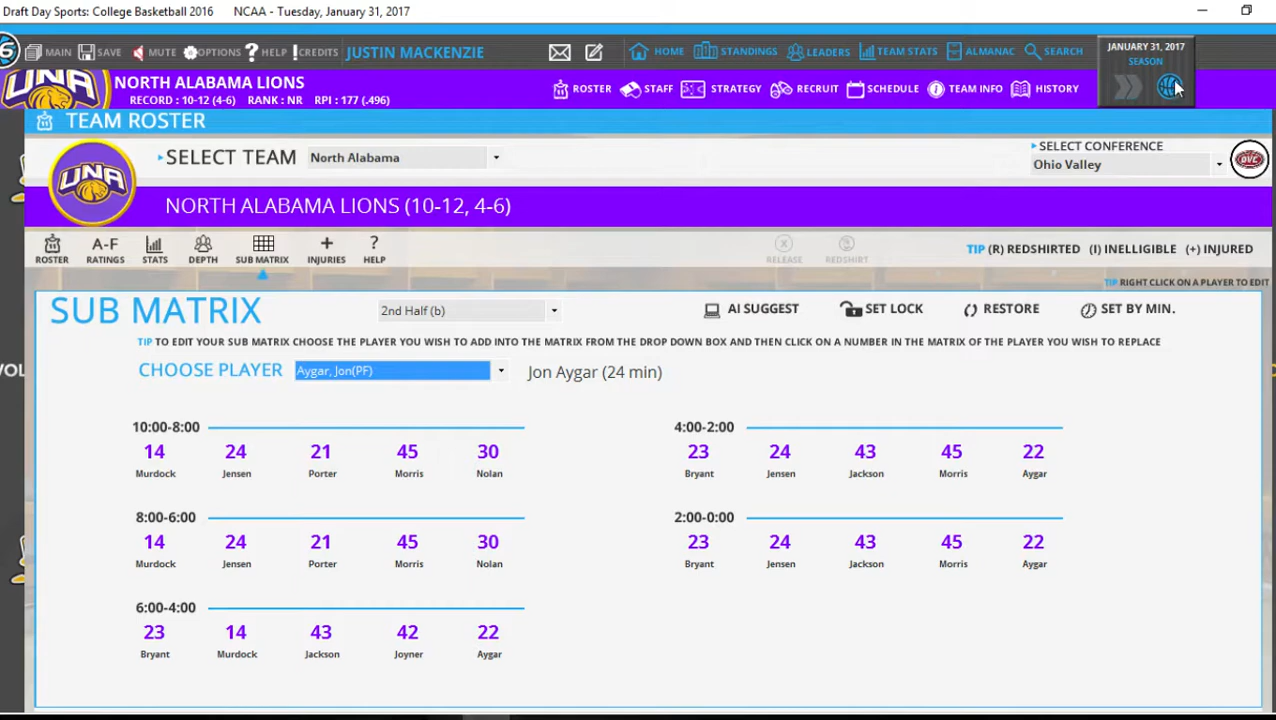 Draft Day Sports: College Basketball 2016 NCAA - Tuesday, January 31, 2017
MAIN SAVE MUTE OPTIONS ? HELP ! CREDITS JUSTIN MACKENZIE HOME STANDINGS LEADERS TEAM STATS ALMANAC SEARCH
JANUARY 31, 2017
SEASON
UNA
NORTH ALABAMA LIONS
RECORD : 10-12 (4-6) RANK : NR RPI : 177 (.496)
ROSTER STAFF STRATEGY RECRUIT SCHEDULE TEAM INFO HISTORY
TEAM ROSTER
UNA
SELECT TEAM North Alabama
SELECT CONFERENCE
Ohio Valley
OVC
NORTH ALABAMA LIONS (10-12, 4-6)
ROSTER
A-F RATINGS
STATS
DEPTH
SUB MATRIX
+ INJURIES
? HELP
RELEASE
REDSHIRT
TIP (R) REDSHIRTED (I) INELIGIBLE (+) INJURED
TIP RIGHT CLICK ON A PLAYER TO EDIT
SUB MATRIX 2nd Half (b) AI SUGGEST SET LOCK RESTORE SET BY MIN.
TIP TO EDIT YOUR SUB MATRIX CHOOSE THE PLAYER YOU WISH TO ADD INTO THE MATRIX FROM THE DROP DOWN BOX AND THEN CLICK ON A NUMBER IN THE MATRIX OF THE PLAYER YOU WISH TO REPLACE
CHOOSE PLAYER Aygar, Jon(PF) Jon Aygar (24 min)
10:00-8:00
14 24 21 45 30
Murdock Jensen Porter Morris Nolan
8:00-6:00
14 24 21 45 30
Murdock Jensen Porter Morris Nolan
6:00-4:00
23 14 43 42 22
Bryant Murdock Jackson Joyner Aygar
4:00-2:00
23 24 43 45 22
Bryant Jensen Jackson Morris Aygar
2:00-0:00
23 24 43 45 22
Bryant Jensen Jackson Morris Aygar